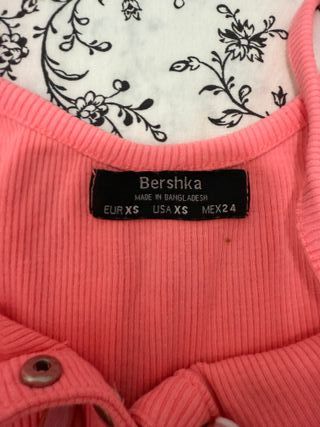 Bershka
MADE IN BANGLADESH
EUR XS USA XS MEX 24